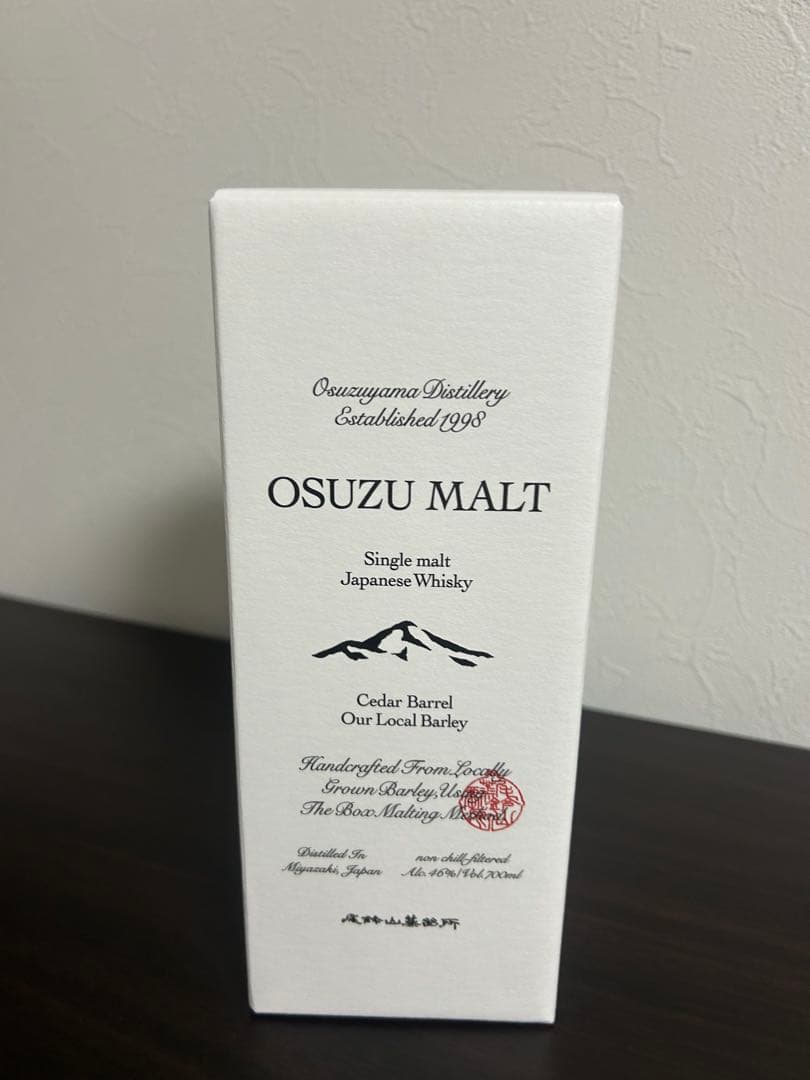 Osuzuyama Distillery
Established 1998
OSUZU MALT
Single malt
Japanese Whisky
Cedar Barrel
Our Local Barley
Handcrafted From Locally
Grown Barley, Using
The Box Malting Method
Distilled In
Miyazaki, Japan
non chill-filtered
Alc. 46% / Vol. 700ml
尾鈴山蒸留所